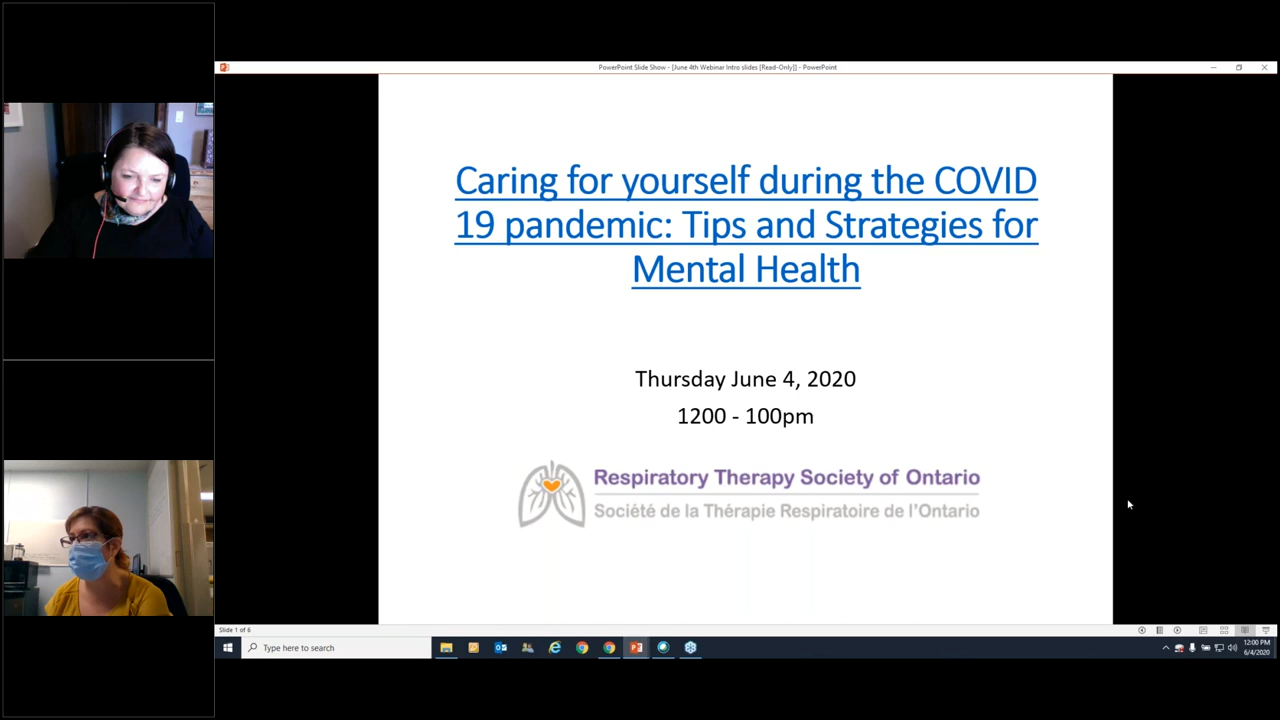 PowerPoint Slide Show - [June 4th Webinar Intro slides [Read-Only]] - PowerPoint
Caring for yourself during the COVID
19 pandemic: Tips and Strategies for
Mental Health
Thursday June 4, 2020
1200 - 100pm
Respiratory Therapy Society of Ontario
Société de la Thérapie Respiratoire de l'Ontario
Slide 1 of 6
Type here to search
12:00 PM
6/4/2020